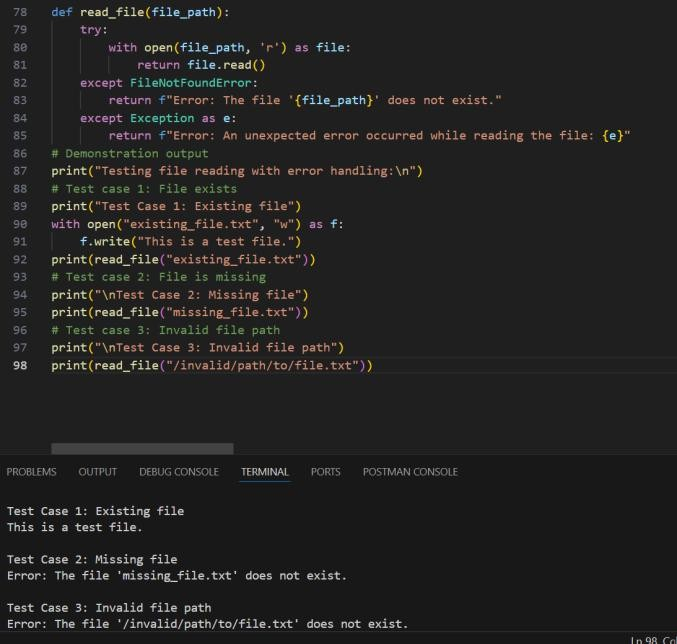 78 def read_file(file_path):
79     try:
80         with open(file_path, 'r') as file:
81             return file.read()
82     except FileNotFoundError:
83         return f"Error: The file '{file_path}' does not exist."
84     except Exception as e:
85         return f"Error: An unexpected error occurred while reading the file: {e}"
86 # Demonstration output
87 print("Testing file reading with error handling:\n")
88 # Test case 1: File exists
89 print("Test Case 1: Existing file")
90 with open("existing_file.txt", "w") as f:
91     f.write("This is a test file.")
92 print(read_file("existing_file.txt"))
93 # Test case 2: File is missing
94 print("\nTest Case 2: Missing file")
95 print(read_file("missing_file.txt"))
96 # Test case 3: Invalid file path
97 print("\nTest Case 3: Invalid file path")
98 print(read_file("/invalid/path/to/file.txt"))
PROBLEMS OUTPUT DEBUG CONSOLE TERMINAL PORTS POSTMAN CONSOLE
Test Case 1: Existing file
This is a test file.
Test Case 2: Missing file
Error: The file 'missing_file.txt' does not exist.
Test Case 3: Invalid file path
Error: The file '/invalid/path/to/file.txt' does not exist.
Ln 98, Co